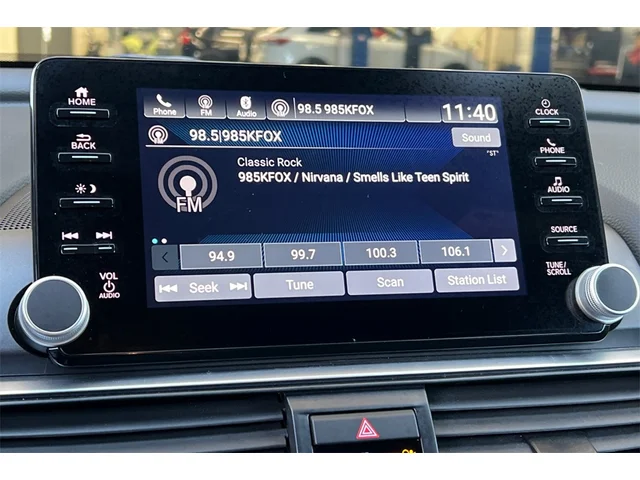 HOME
BACK
VOL
AUDIO
Phone FM Audio 98.5 985KFOX 11:40
98.5|985KFOX Sound
"ST"
Classic Rock
985KFOX / Nirvana / Smells Like Teen Spirit
FM
94.9 99.7 100.3 106.1
Seek Tune Scan Station List
CLOCK
PHONE
AUDIO
SOURCE
TUNE/
SCROLL